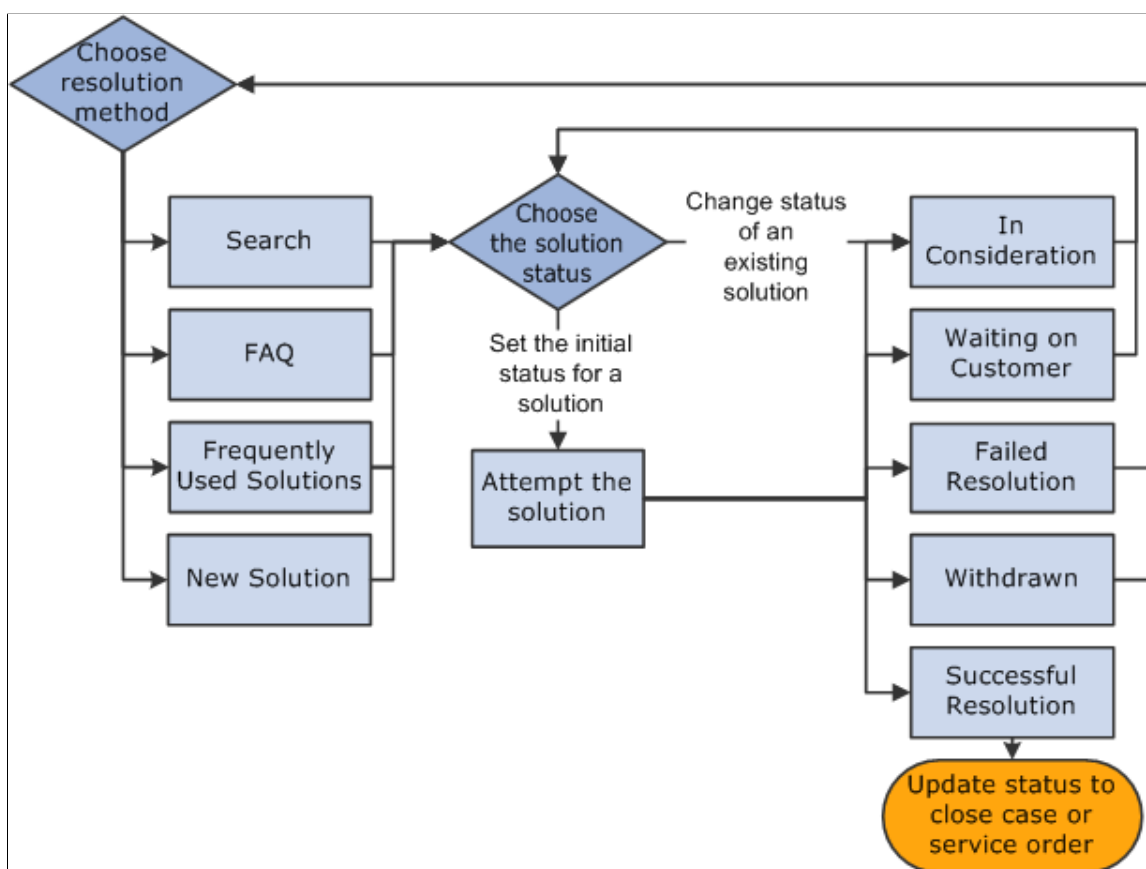 Choose
resolution
method
Search
FAQ
Frequently
Used Solutions
New Solution
Choose
the solution
status
Change status
of an
existing
solution
Set the initial
status for a
solution
Attempt the
solution
In
Consideration
Waiting on
Customer
Failed
Resolution
Withdrawn
Successful
Resolution
Update status to
close case or
service order